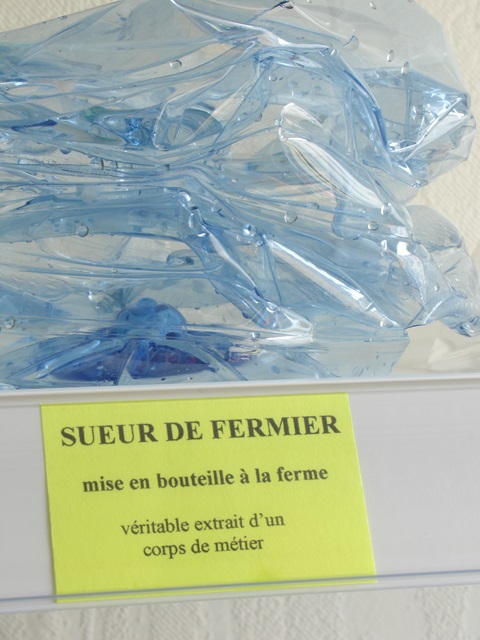 SUEUR DE FERMIER
mise en bouteille à la ferme
véritable extrait d'un
corps de métier